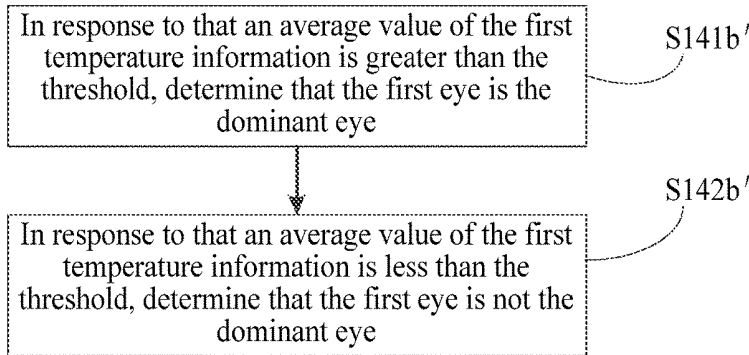 In response to that an average value of the first
temperature information is greater than the
threshold, determine that the first eye is the
dominant eye
S141b′
In response to that an average value of the first
temperature information is less than the
threshold, determine that the first eye is not the
dominant eye
S142b′